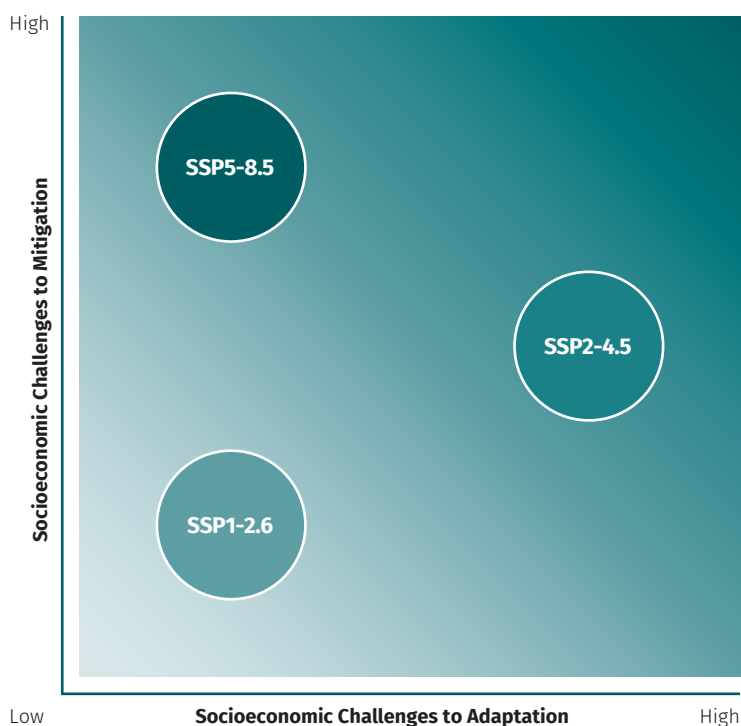 High
Socioeconomic Challenges to Mitigation
SSP5-8.5
SSP2-4.5
SSP1-2.6
Low
Socioeconomic Challenges to Adaptation
High